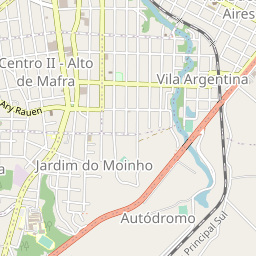 Aires
Centro II - Alto
de Mafra
Vila Argentina
Ary Rauen
Jardim do Moinho
a
Autódromo
Principal Sul